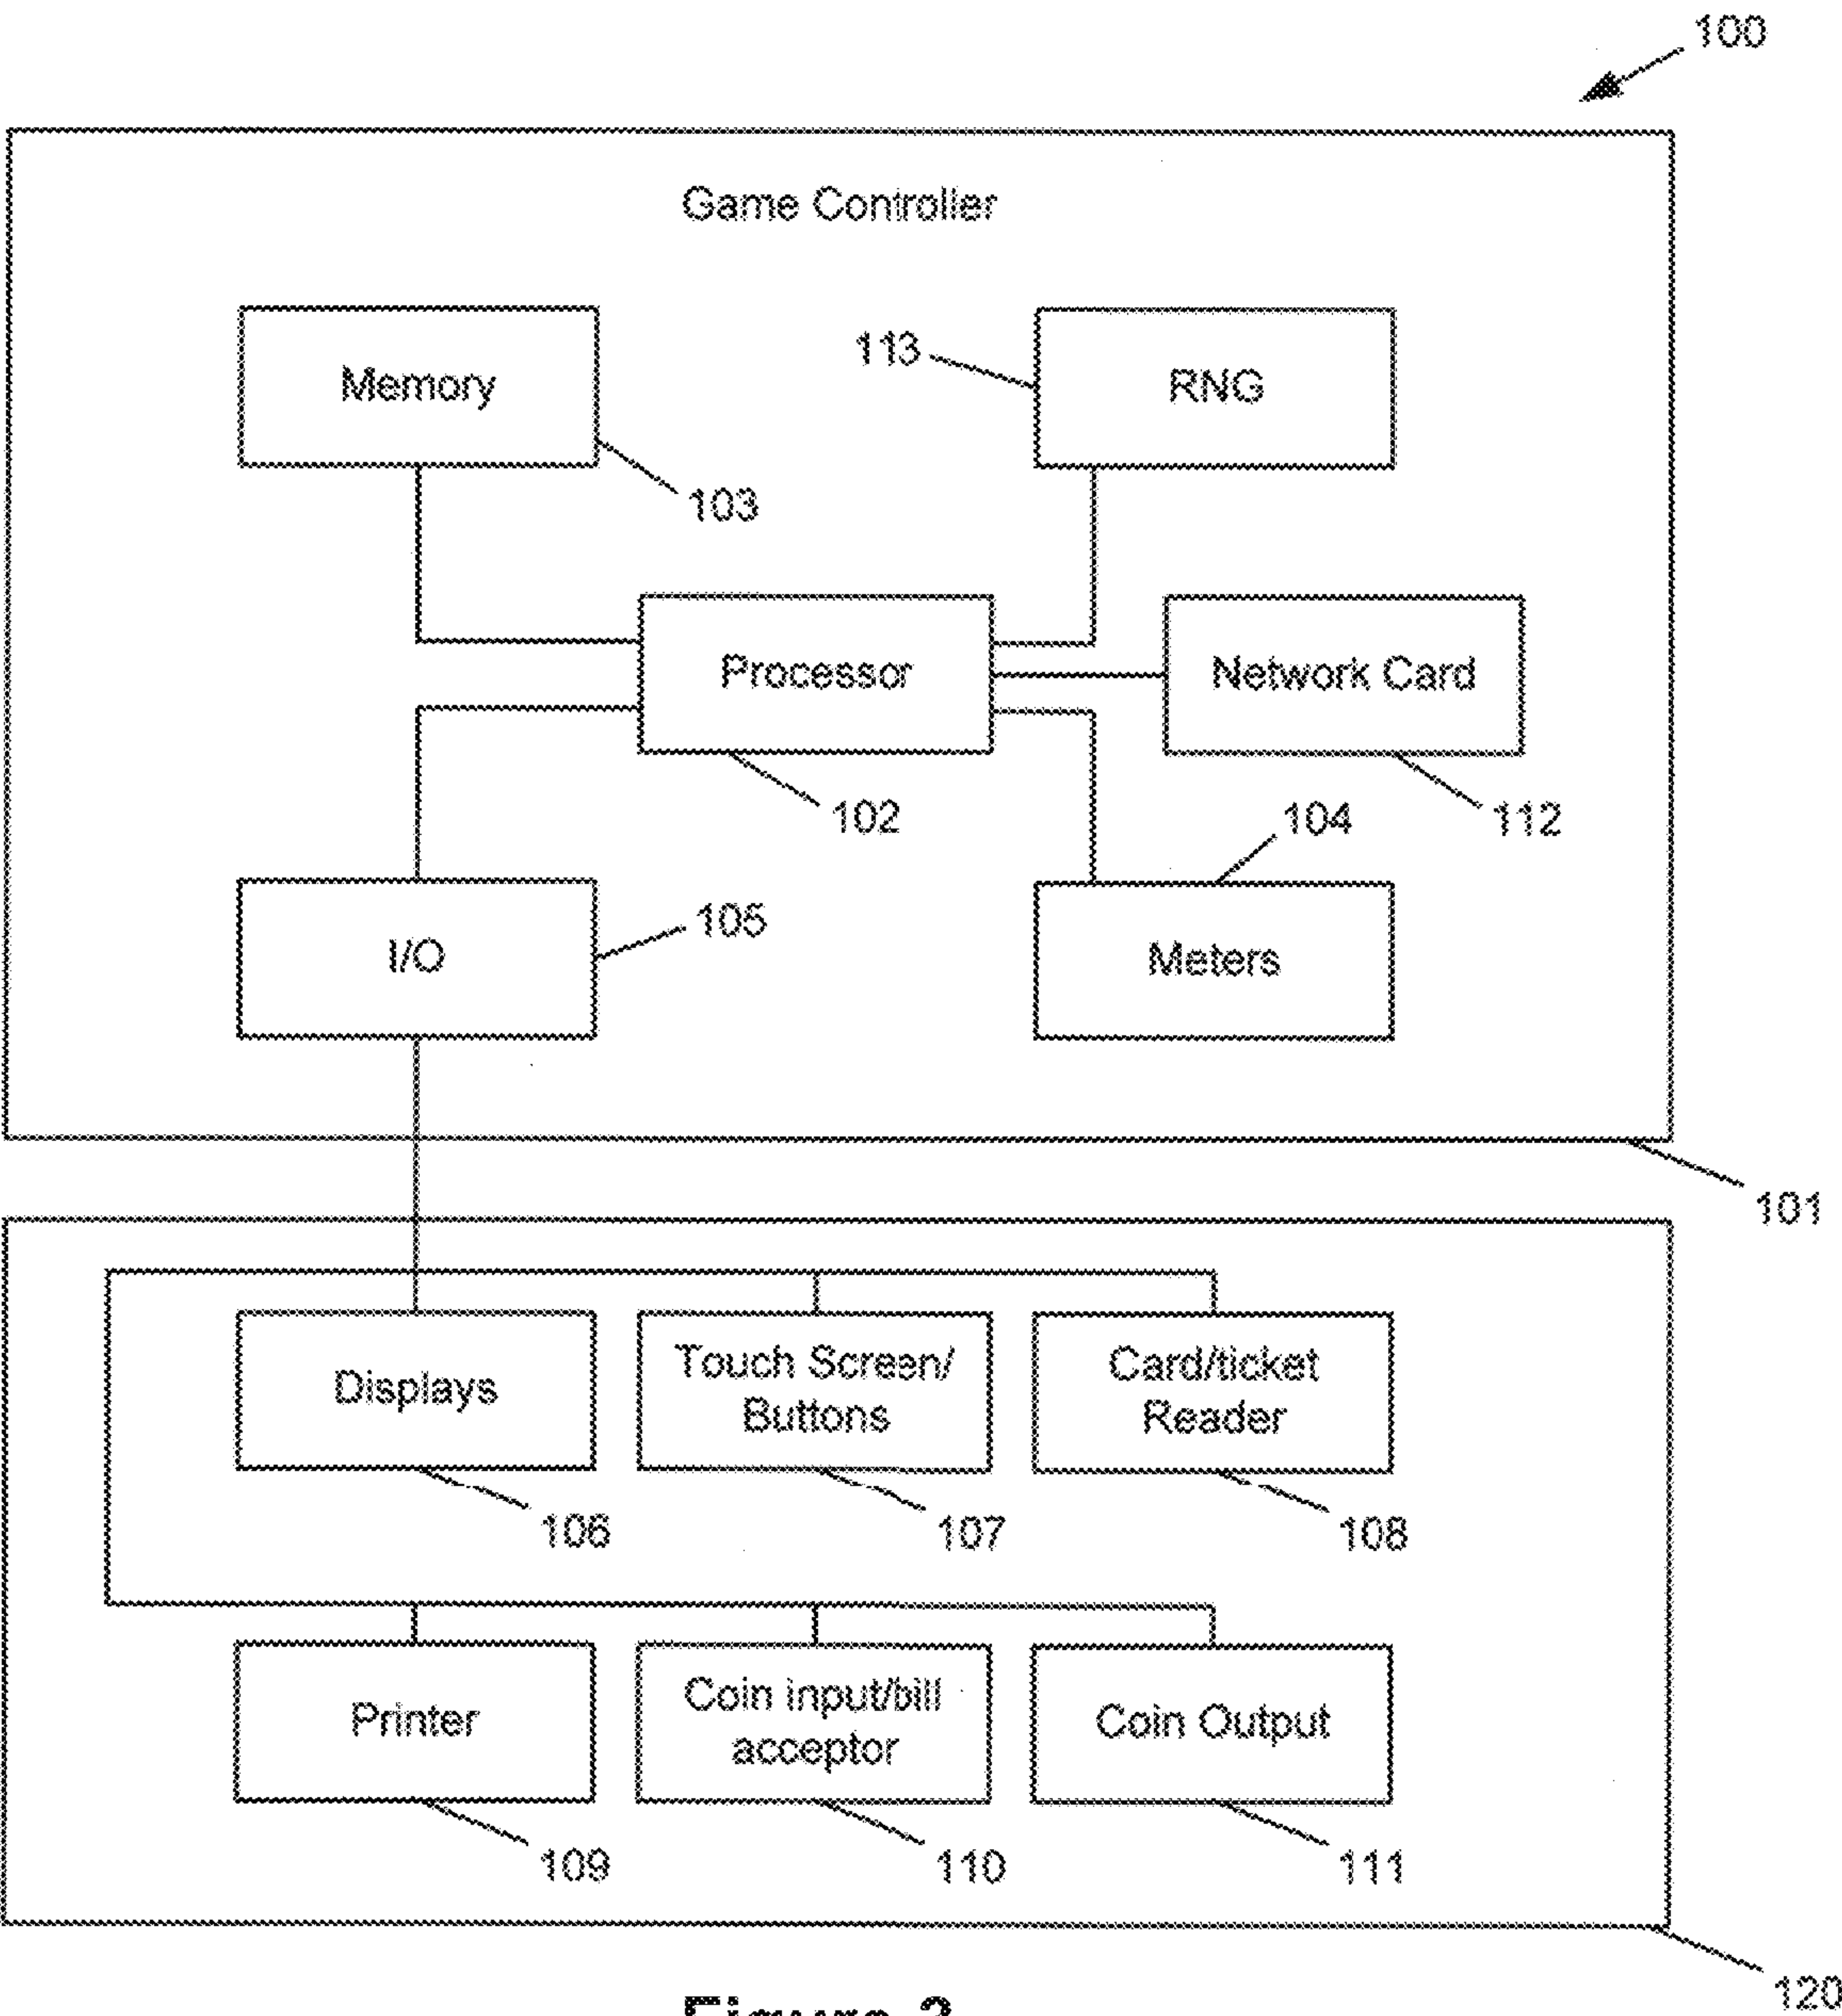 100
Game Controller
Memory
113
RNG
103
Processor
Network Card
102
104
112
I/O
105
Meters
101
Displays
Touch Screen/
Buttons
Card/ticket
Reader
106
107
108
Printer
Coin input/bill
acceptor
Coin Output
109
110
111
120